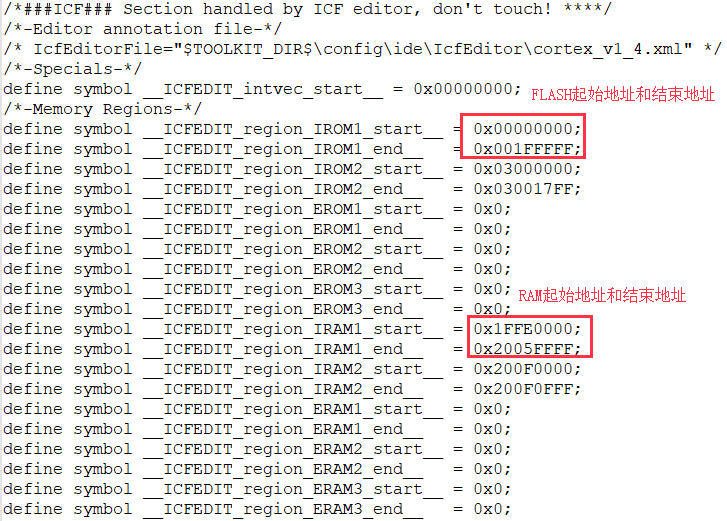 /*###ICF### Section handled by ICF editor, don't touch! ****/
/*-Editor annotation file-*/
/* IcfEditorFile="$TOOLKIT_DIR$\config\ide\IcfEditor\cortex_v1_4.xml" */
/*-Specials-*/
define symbol __ICFEDIT_intvec_start__ = 0x00000000; FLASH起始地址和结束地址
/*-Memory Regions-*/
define symbol __ICFEDIT_region_IROM1_start__ = 0x00000000;
define symbol __ICFEDIT_region_IROM1_end__   = 0x001FFFFF;
define symbol __ICFEDIT_region_IROM2_start__ = 0x03000000;
define symbol __ICFEDIT_region_IROM2_end__   = 0x030017FF;
define symbol __ICFEDIT_region_EROM1_start__ = 0x0;
define symbol __ICFEDIT_region_EROM1_end__   = 0x0;
define symbol __ICFEDIT_region_EROM2_start__ = 0x0;
define symbol __ICFEDIT_region_EROM2_end__   = 0x0;
define symbol __ICFEDIT_region_EROM3_start__ = 0x0;
define symbol __ICFEDIT_region_EROM3_end__   = 0x0;
RAM起始地址和结束地址
define symbol __ICFEDIT_region_IRAM1_start__ = 0x1FFE0000;
define symbol __ICFEDIT_region_IRAM1_end__   = 0x2005FFFF;
define symbol __ICFEDIT_region_IRAM2_start__ = 0x200F0000;
define symbol __ICFEDIT_region_IRAM2_end__   = 0x200F0FFF;
define symbol __ICFEDIT_region_ERAM1_start__ = 0x0;
define symbol __ICFEDIT_region_ERAM1_end__   = 0x0;
define symbol __ICFEDIT_region_ERAM2_start__ = 0x0;
define symbol __ICFEDIT_region_ERAM2_end__   = 0x0;
define symbol __ICFEDIT_region_ERAM3_start__ = 0x0;
define symbol __ICFEDIT_region_ERAM3_end__   = 0x0;